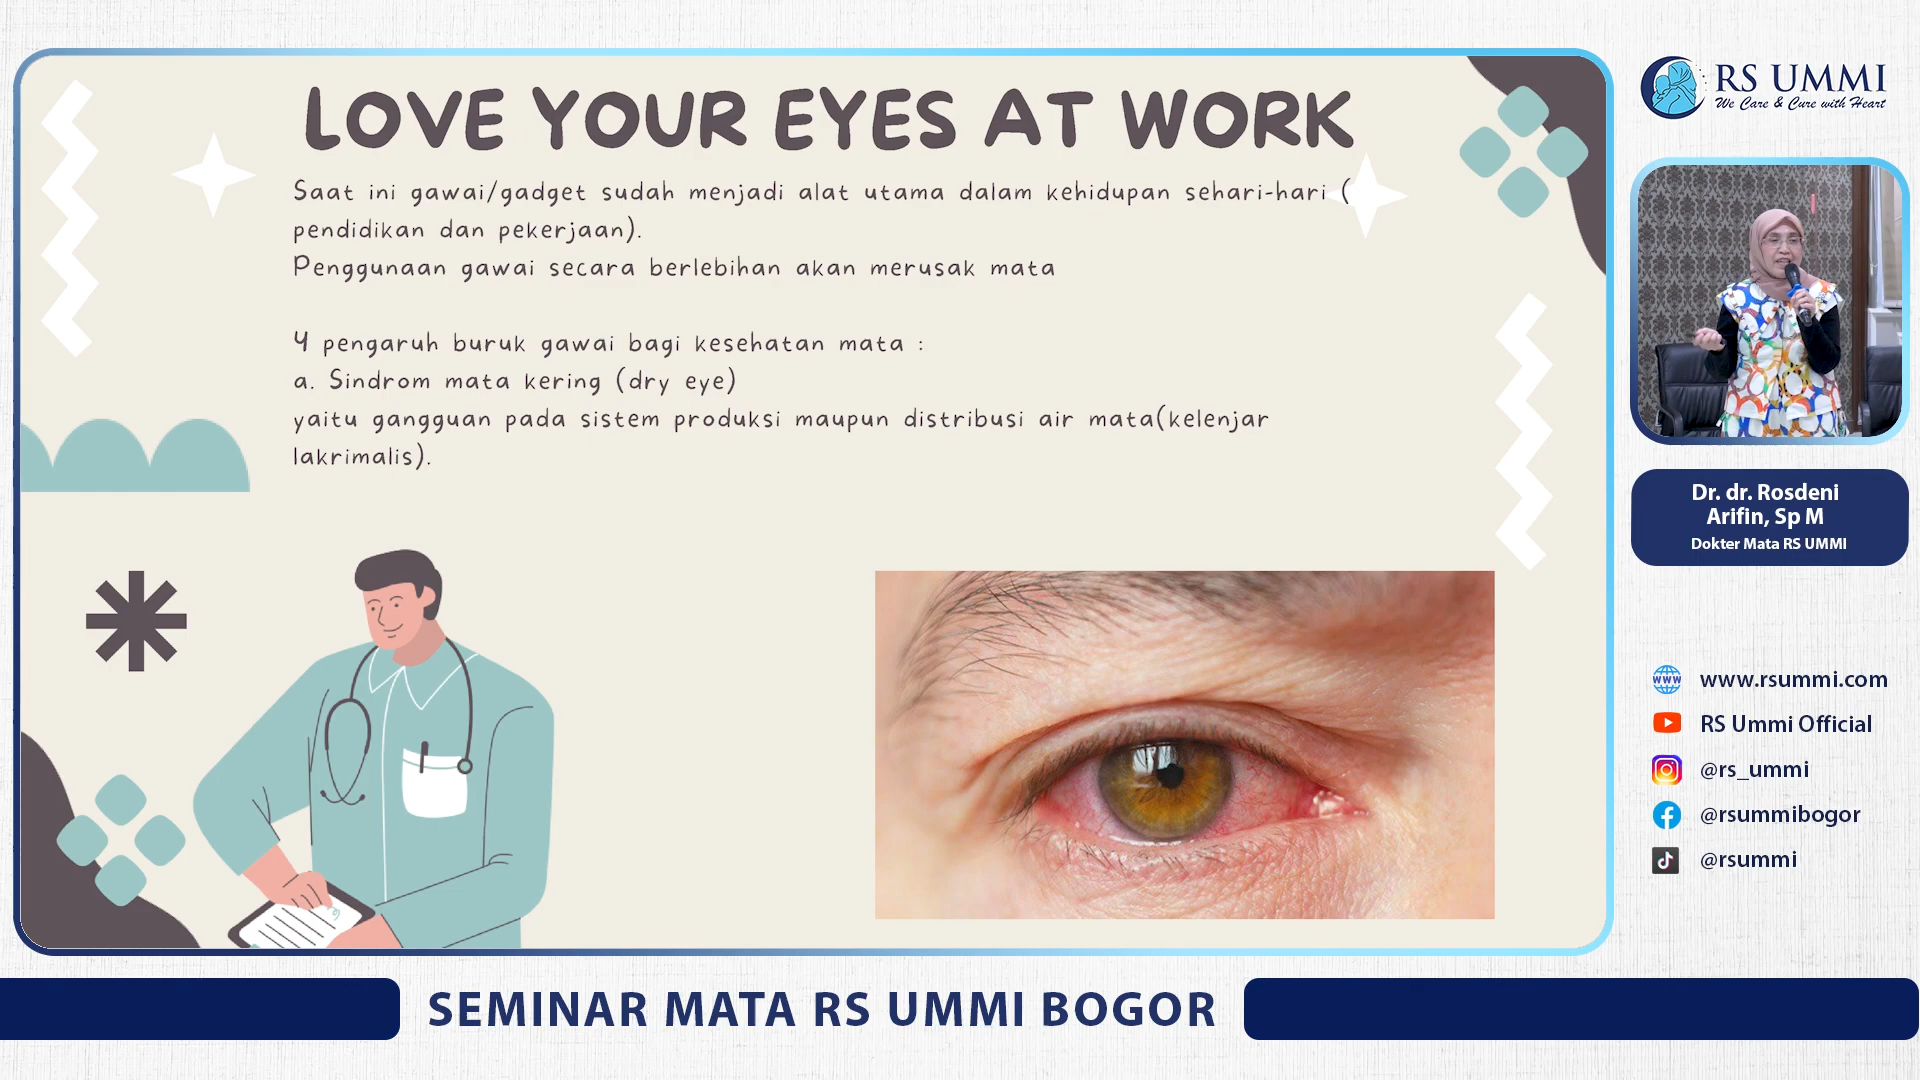 LOVE YOUR EYES AT WORK
Saat ini gawai/gadget sudah menjadi alat utama dalam kehidupan sehari-hari (
pendidikan dan pekerjaan).
Penggunaan gawai secara berlebihan akan merusak mata
4 pengaruh buruk gawai bagi kesehatan mata :
a. Sindrom mata kering (dry eye)
yaitu gangguan pada sistem produksi maupun distribusi air mata(kelenjar
lakrimalis).
RS UMMI
We Care & Cure with Heart
Dr. dr. Rosdeni
Arifin, Sp M
Dokter Mata RS UMMI
www
www.rsummi.com
RS Ummi Official
@rs_ummi
@rsummibogor
@rsummi
SEMINAR MATA RS UMMI BOGOR